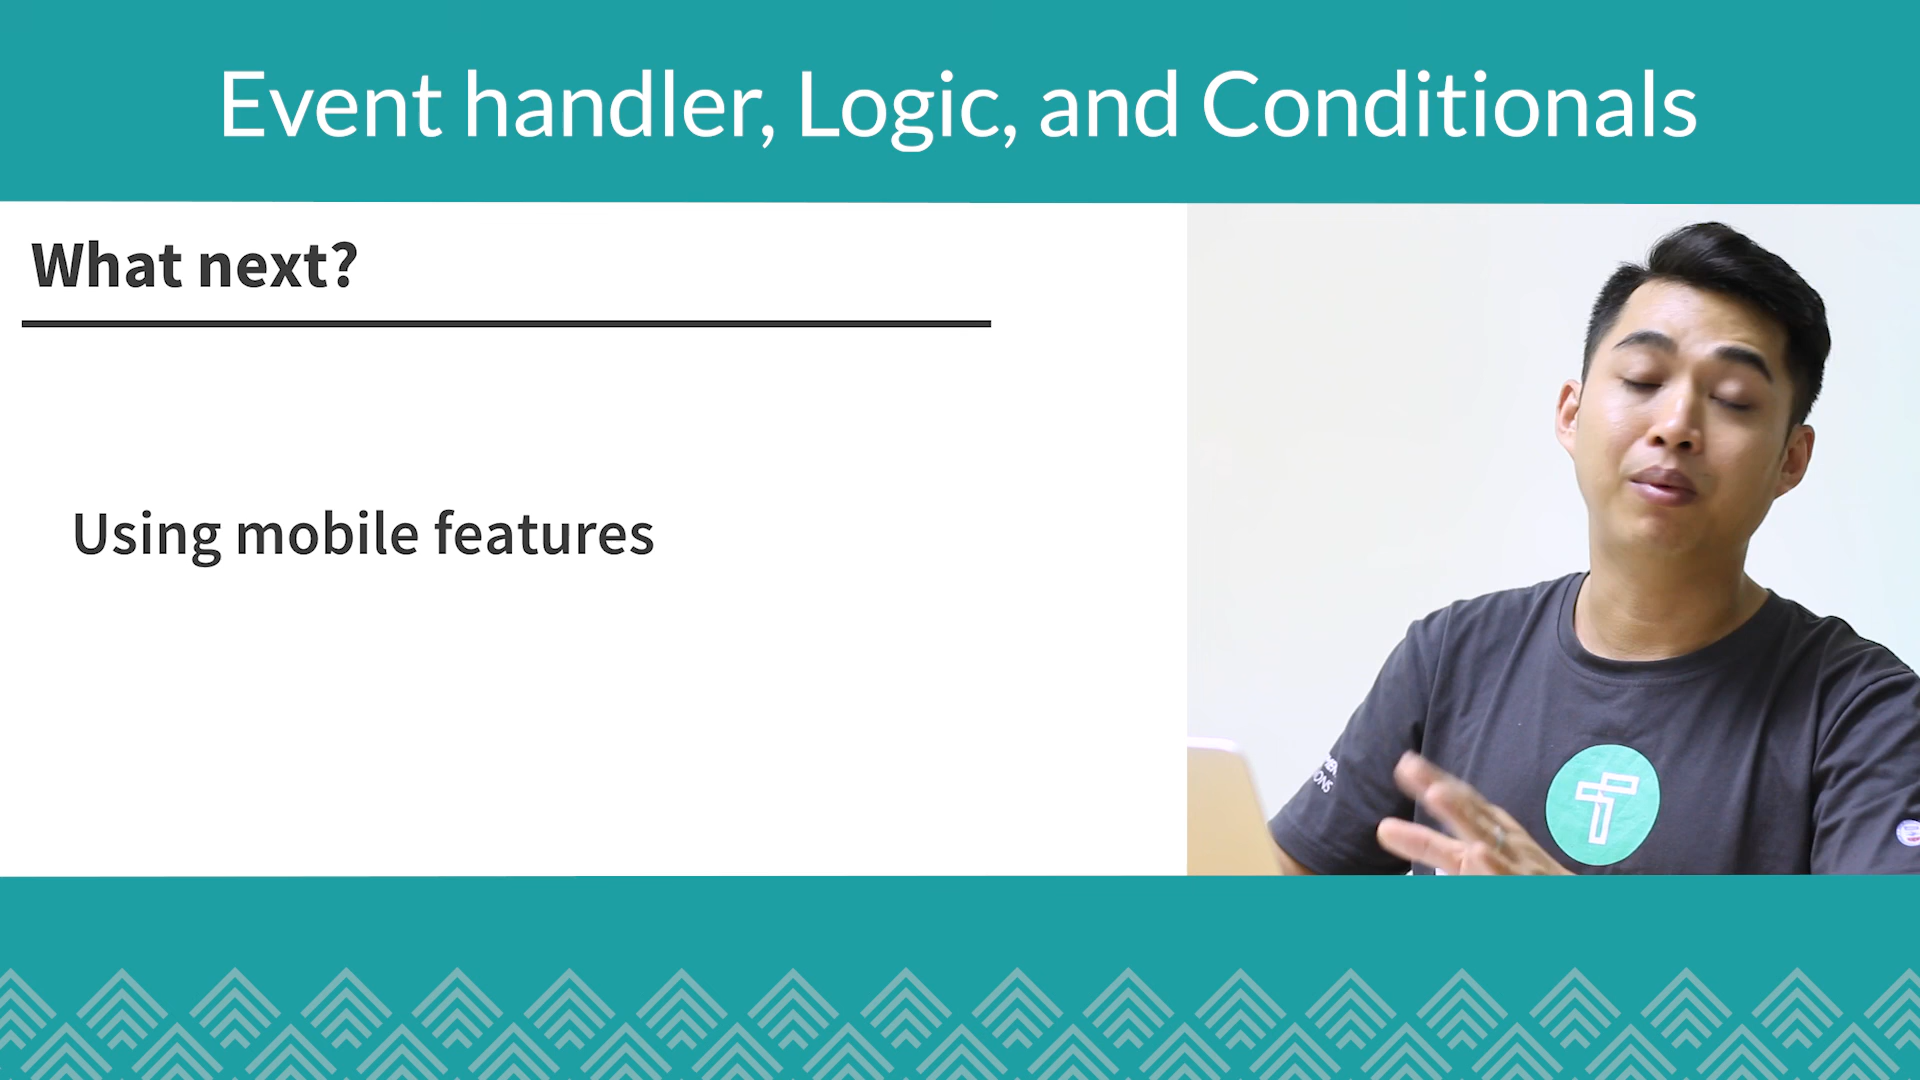 Event handler, Logic, and Conditionals
What next?
Using mobile features